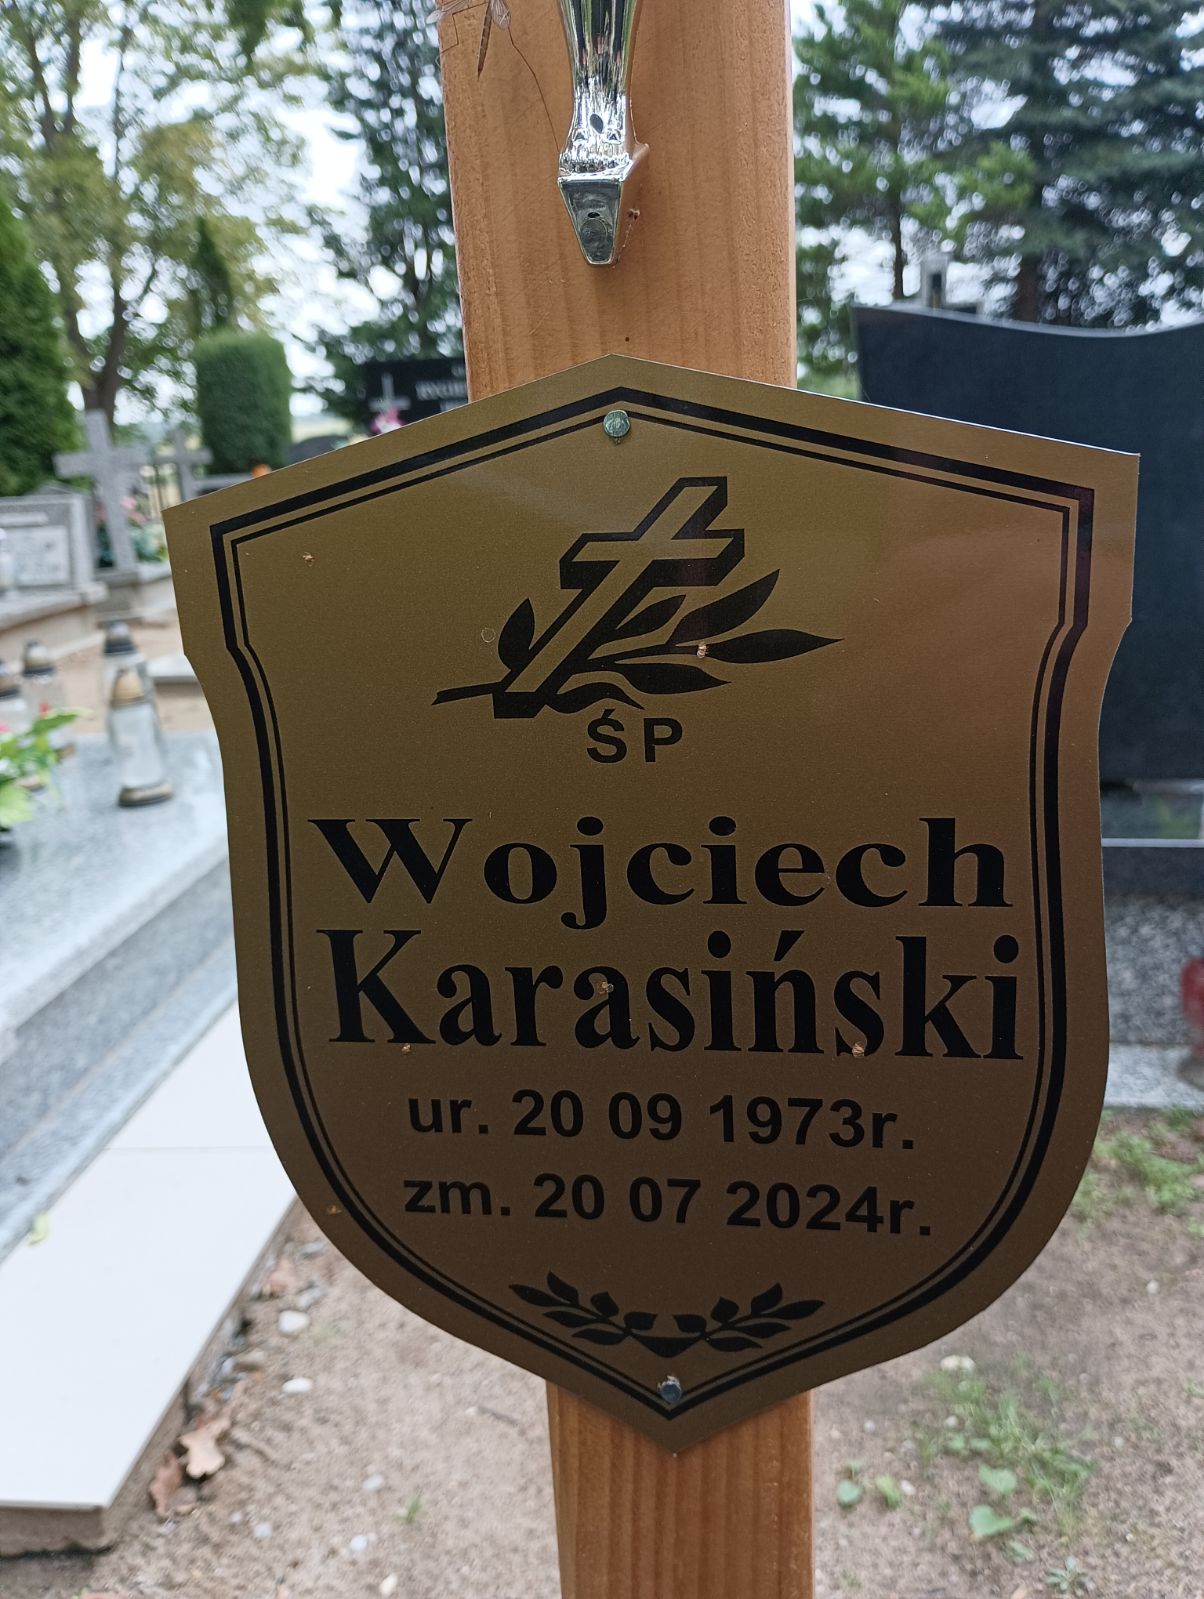 ŚP
Wojciech
Karasiński
ur. 20 09 1973r.
zm. 20 07 2024r.